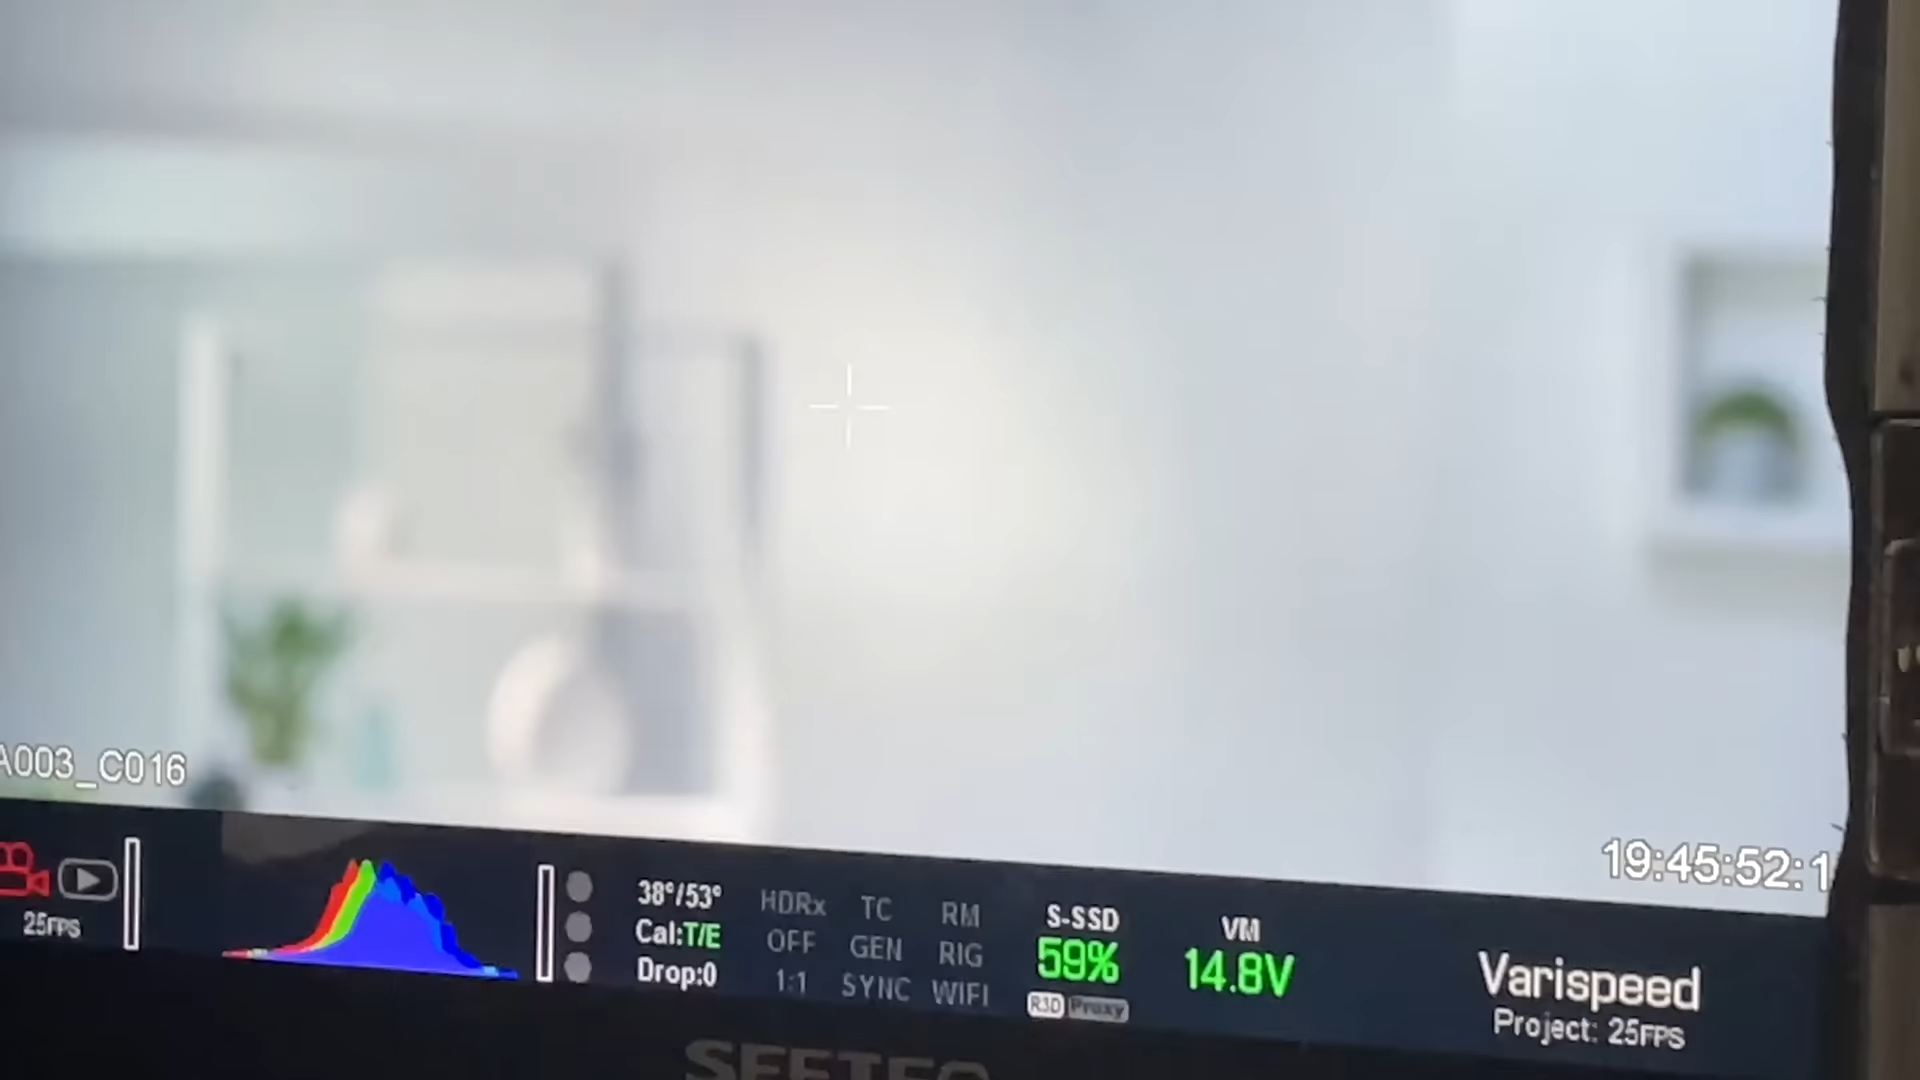 A003_C016
19:45:52:1
25FPS
38°/53°
Cal:T/E
Drop:0
HDRx TC RM
OFF GEN RIG
1:1 SYNC WIFI
S-SSD
59%
R3D Proxy
VM
14.8V
Varispeed
Project: 25FPS